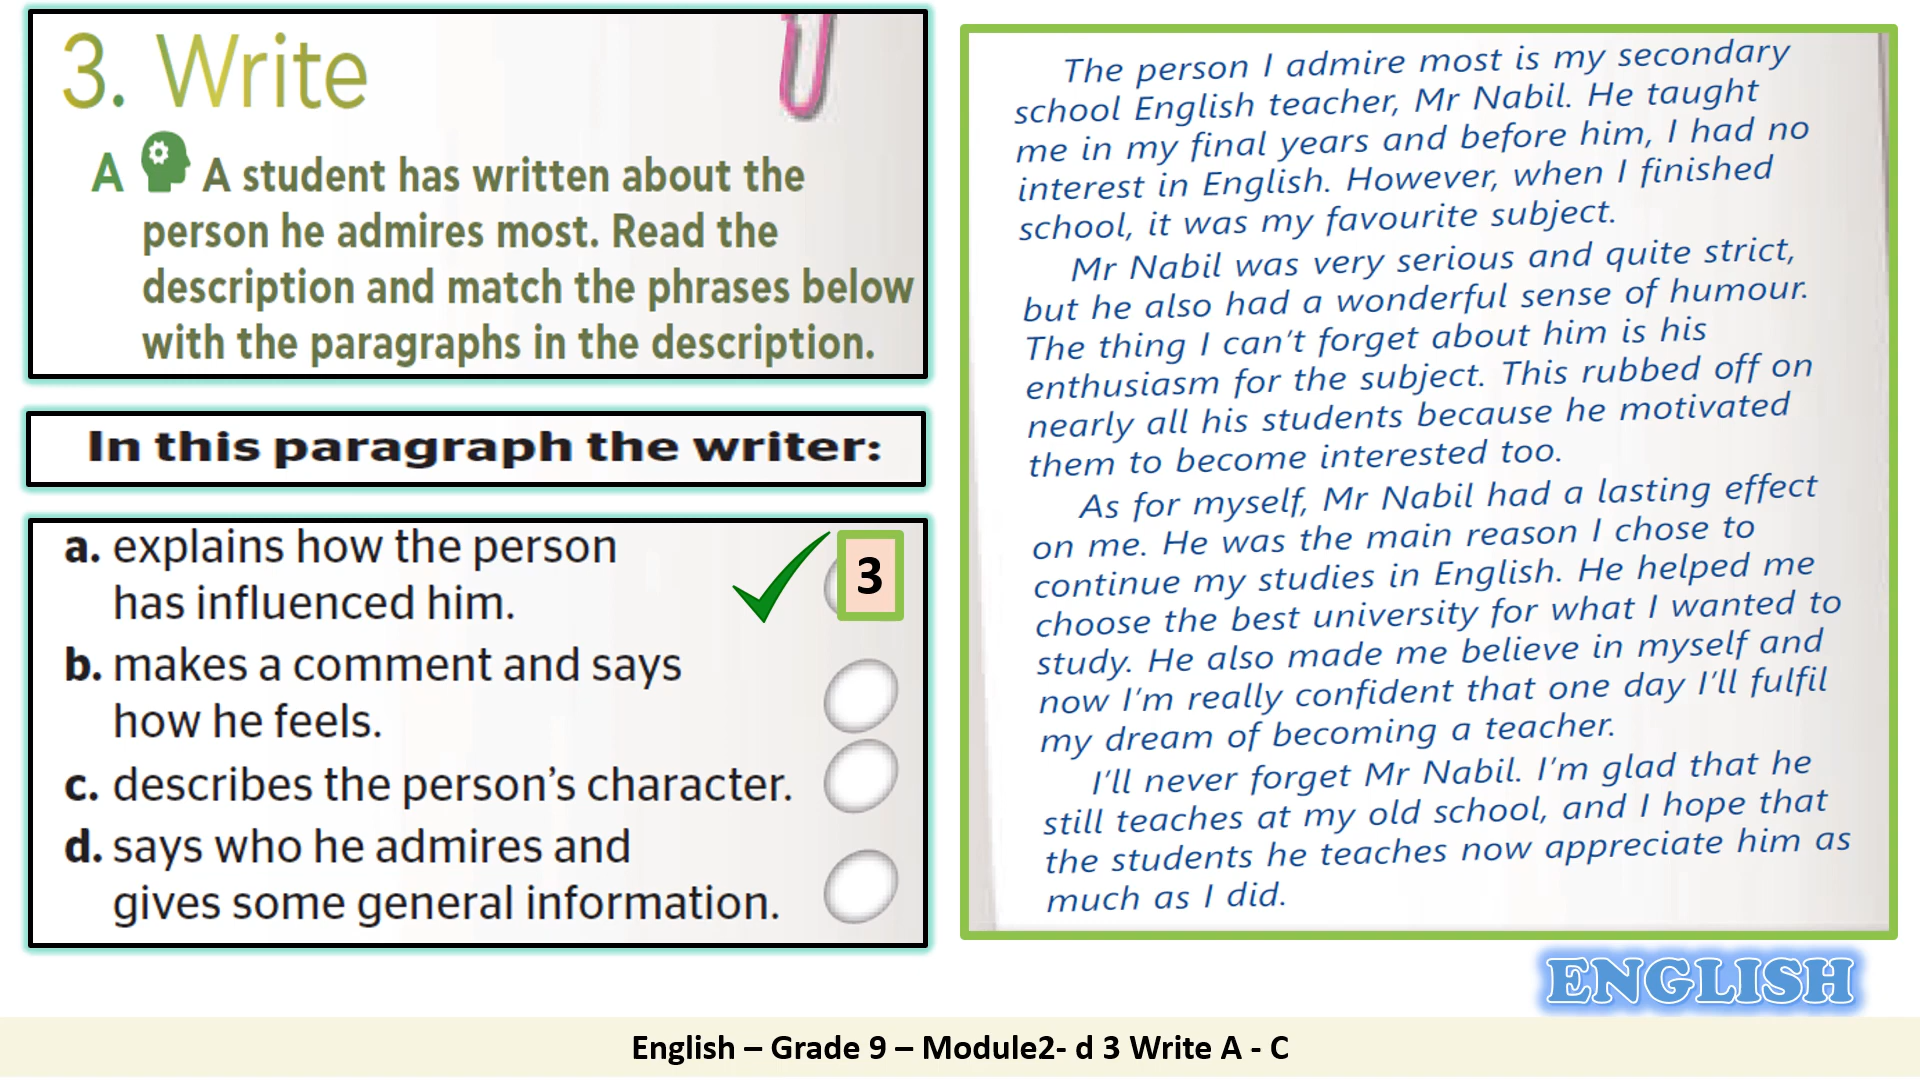 3. Write
A A student has written about the
person he admires most. Read the
description and match the phrases below
with the paragraphs in the description.
In this paragraph the writer:
a. explains how the person
has influenced him.
3
b. makes a comment and says
how he feels.
c. describes the person's character.
d. says who he admires and
gives some general information.
The person I admire most is my secondary
school English teacher, Mr Nabil. He taught
me in my final years and before him, I had no
interest in English. However, when I finished
school, it was my favourite subject.
Mr Nabil was very serious and quite strict,
but he also had a wonderful sense of humour.
The thing I can't forget about him is his
enthusiasm for the subject. This rubbed off on
nearly all his students because he motivated
them to become interested too.
As for myself, Mr Nabil had a lasting effect
on me. He was the main reason I chose to
continue my studies in English. He helped me
choose the best university for what I wanted to
study. He also made me believe in myself and
now I'm really confident that one day I'll fulfil
my dream of becoming a teacher.
I'll never forget Mr Nabil. I'm glad that he
still teaches at my old school, and I hope that
the students he teaches now appreciate him as
much as I did.
ENGLISH
English – Grade 9 – Module2- d 3 Write A - C